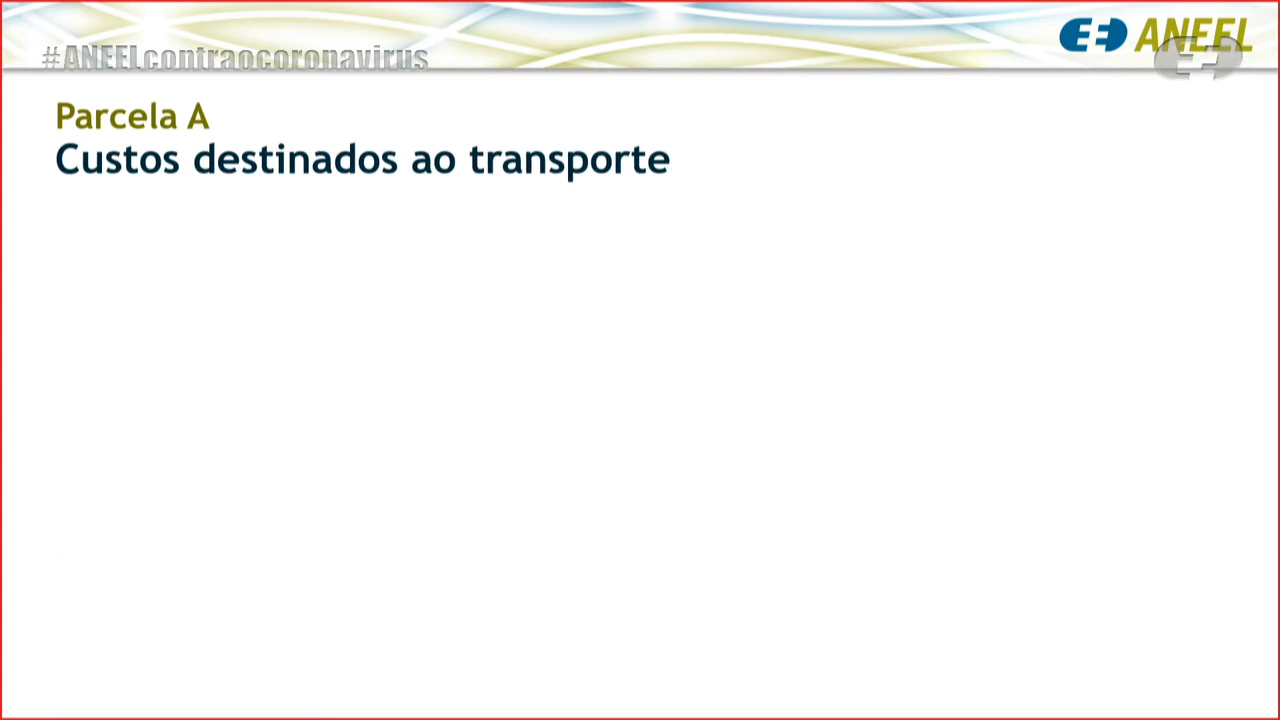 #ANEELcontraocoronavirus
ANEEL
Parcela A
Custos destinados ao transporte